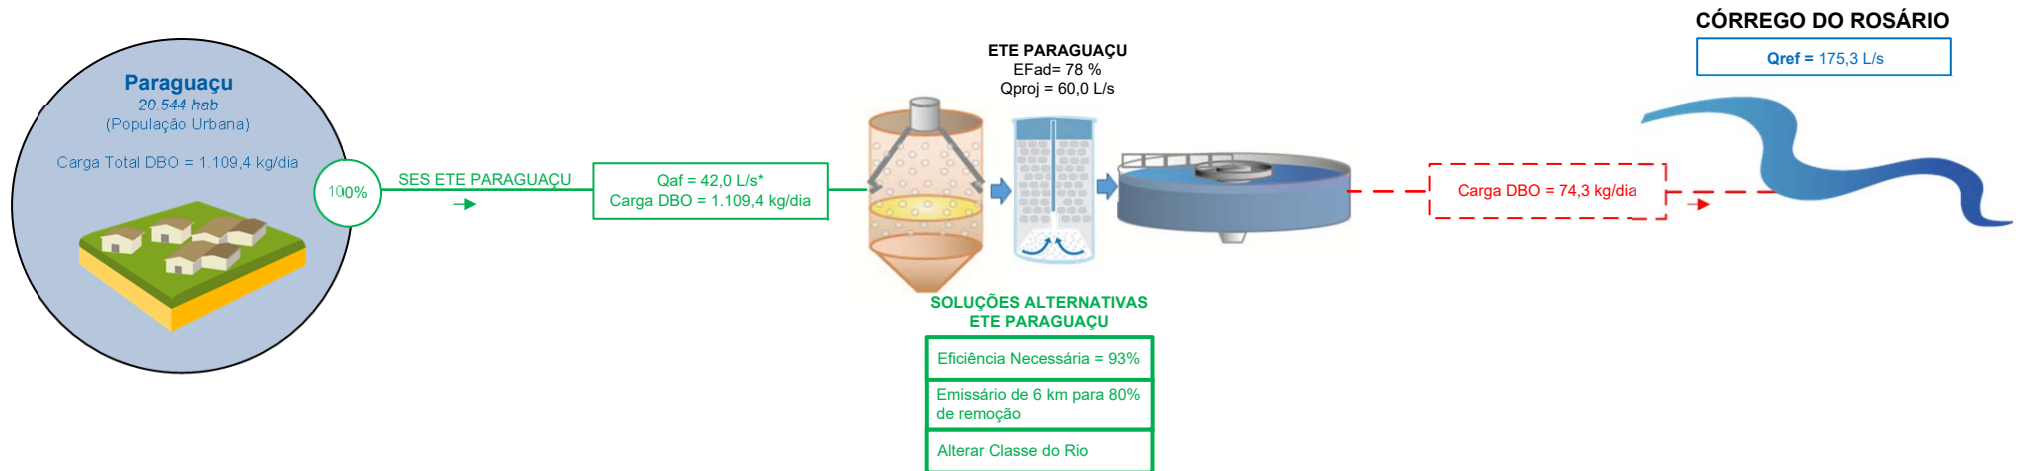 Paraguaçu
20.544 hab
(População Urbana)
Carga Total DBO = 1.109,4 kg/dia
100%
SES ETE PARAGUAÇU
Qaf = 42,0 L/s*
Carga DBO = 1.109,4 kg/dia
ETE PARAGUAÇU
EFad= 78 %
Qproj = 60,0 L/s
SOLUÇÕES ALTERNATIVAS
ETE PARAGUAÇU
Eficiência Necessária = 93%
Emissário de 6 km para 80%
de remoção
Alterar Classe do Rio
Carga DBO = 74,3 kg/dia
CÓRREGO DO ROSÁRIO
Qref = 175,3 L/s